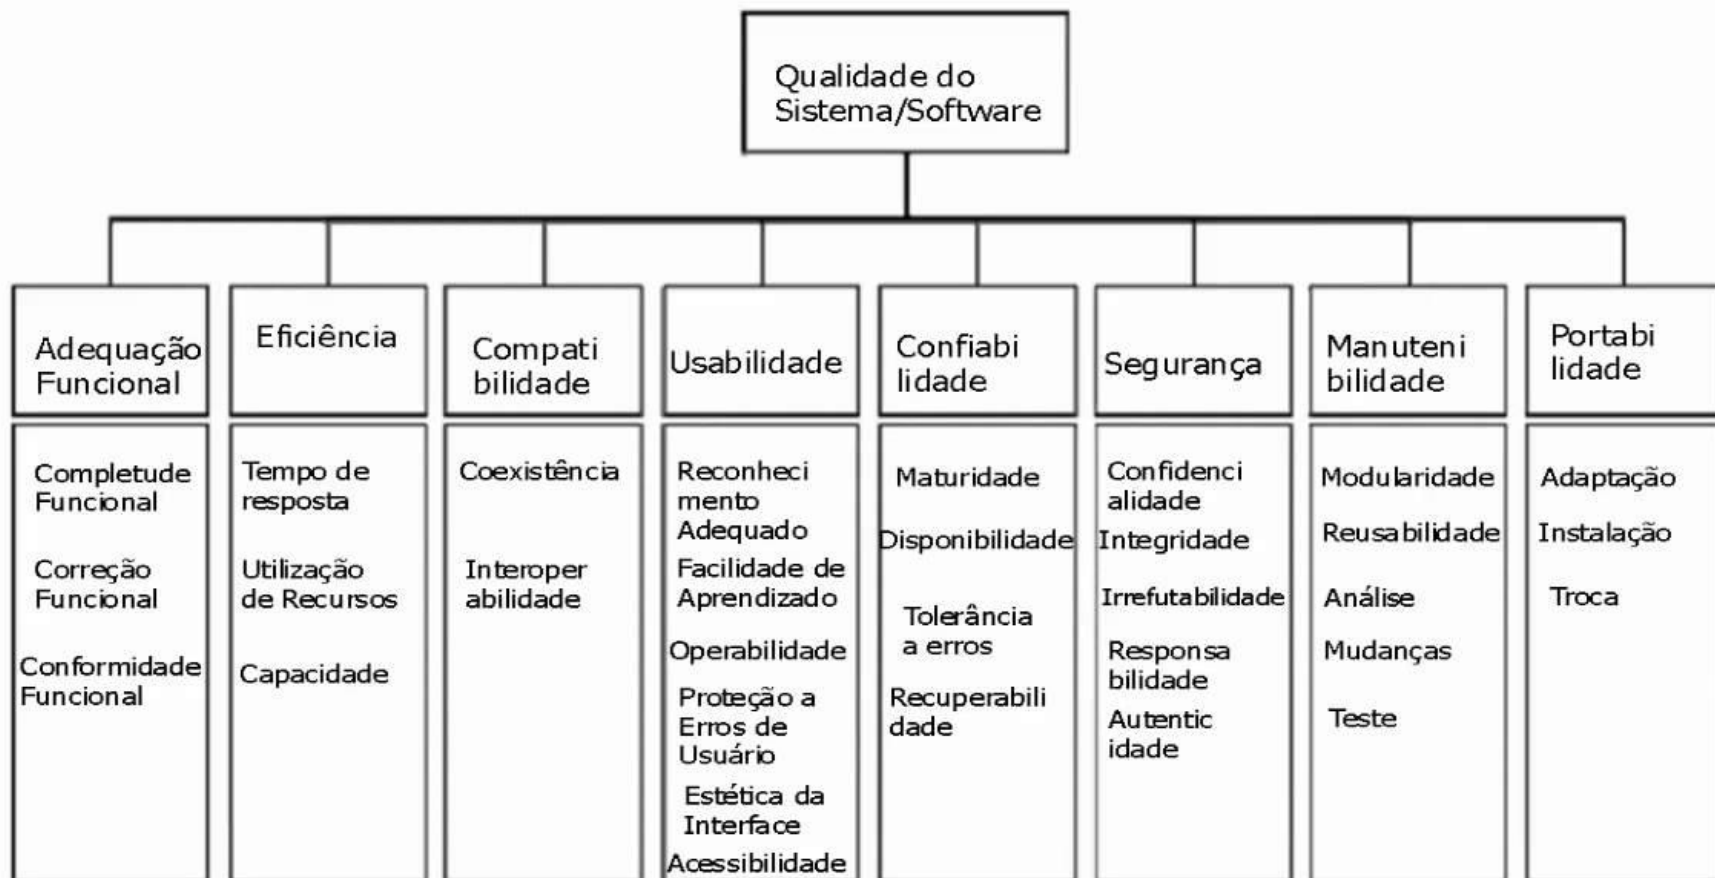 Qualidade do
Sistema/Software
Adequação
Funcional
Eficiência
Compati
bilidade
Usabilidade
Confiabi
lidade
Segurança
Manuteni
bilidade
Portabi
lidade
Completude
Funcional
Correção
Funcional
Conformidade
Funcional
Tempo de
resposta
Utilização
de Recursos
Capacidade
Coexistência
Interoper
abilidade
Reconheci
mento
Adequado
Facilidade de
Aprendizado
Operabilidade
Proteção a
Erros de
Usuário
Estética da
Interface
Acessibilidade
Maturidade
Disponibilidade
Tolerância
a erros
Recuperabili
dade
Confidenci
alidade
Integridade
Irrefutabilidade
Responsa
bilidade
Autentic
idade
Modularidade
Reusabilidade
Análise
Mudanças
Teste
Adaptação
Instalação
Troca